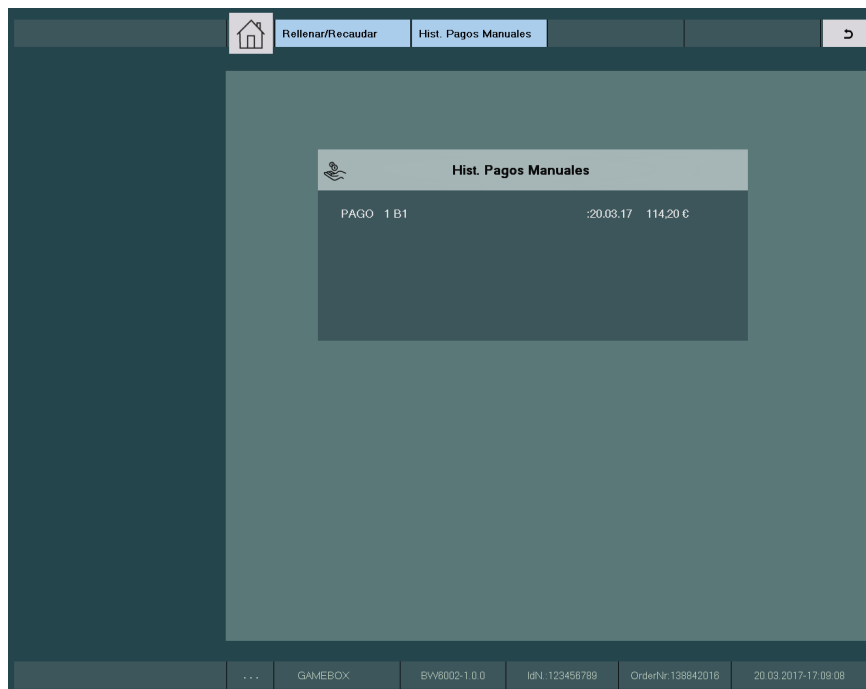 Rellenar/Recaudar Hist. Pagos Manuales
Hist. Pagos Manuales
PAGO 1 B1 :20.03.17 114,20 €
... GAMEBOX BW6002-1.0.0 IdN.:123456789 OrderNr:138842016 20.03.2017-17:09:08